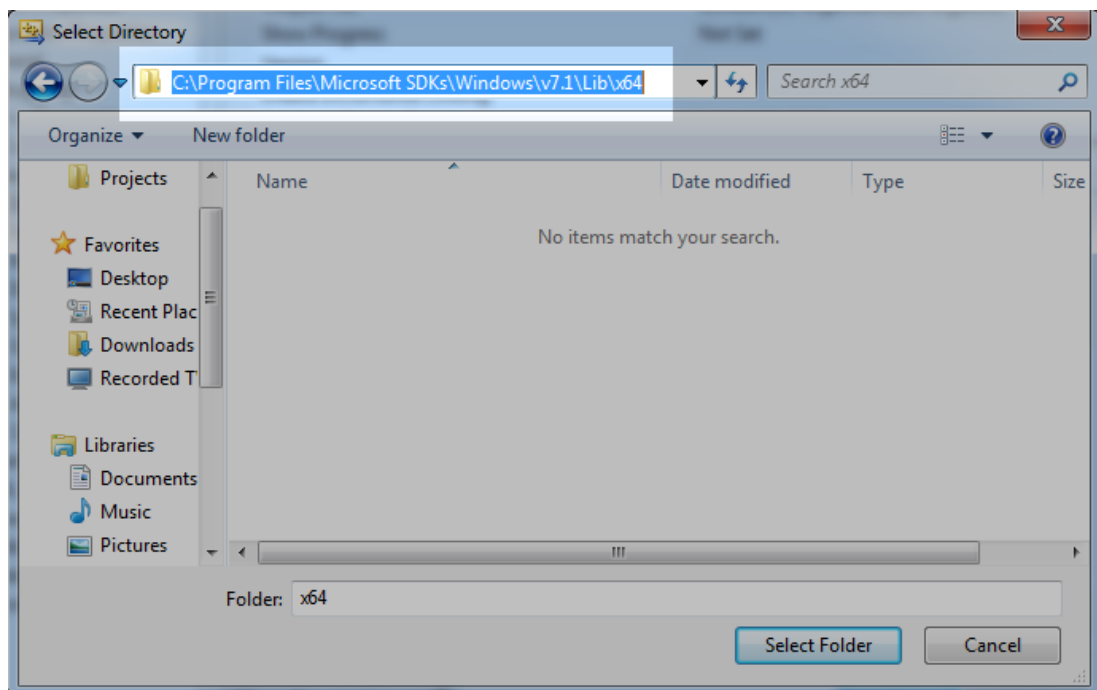 Select Directory
C:\Program Files\Microsoft SDKs\Windows\v7.1\Lib\x64
Search x64
Organize
New folder
Projects
Name
Date modified
Type
Size
No items match your search.
Favorites
Desktop
Recent Plac
Downloads
Recorded T
Libraries
Documents
Music
Pictures
Folder: x64
Select Folder
Cancel